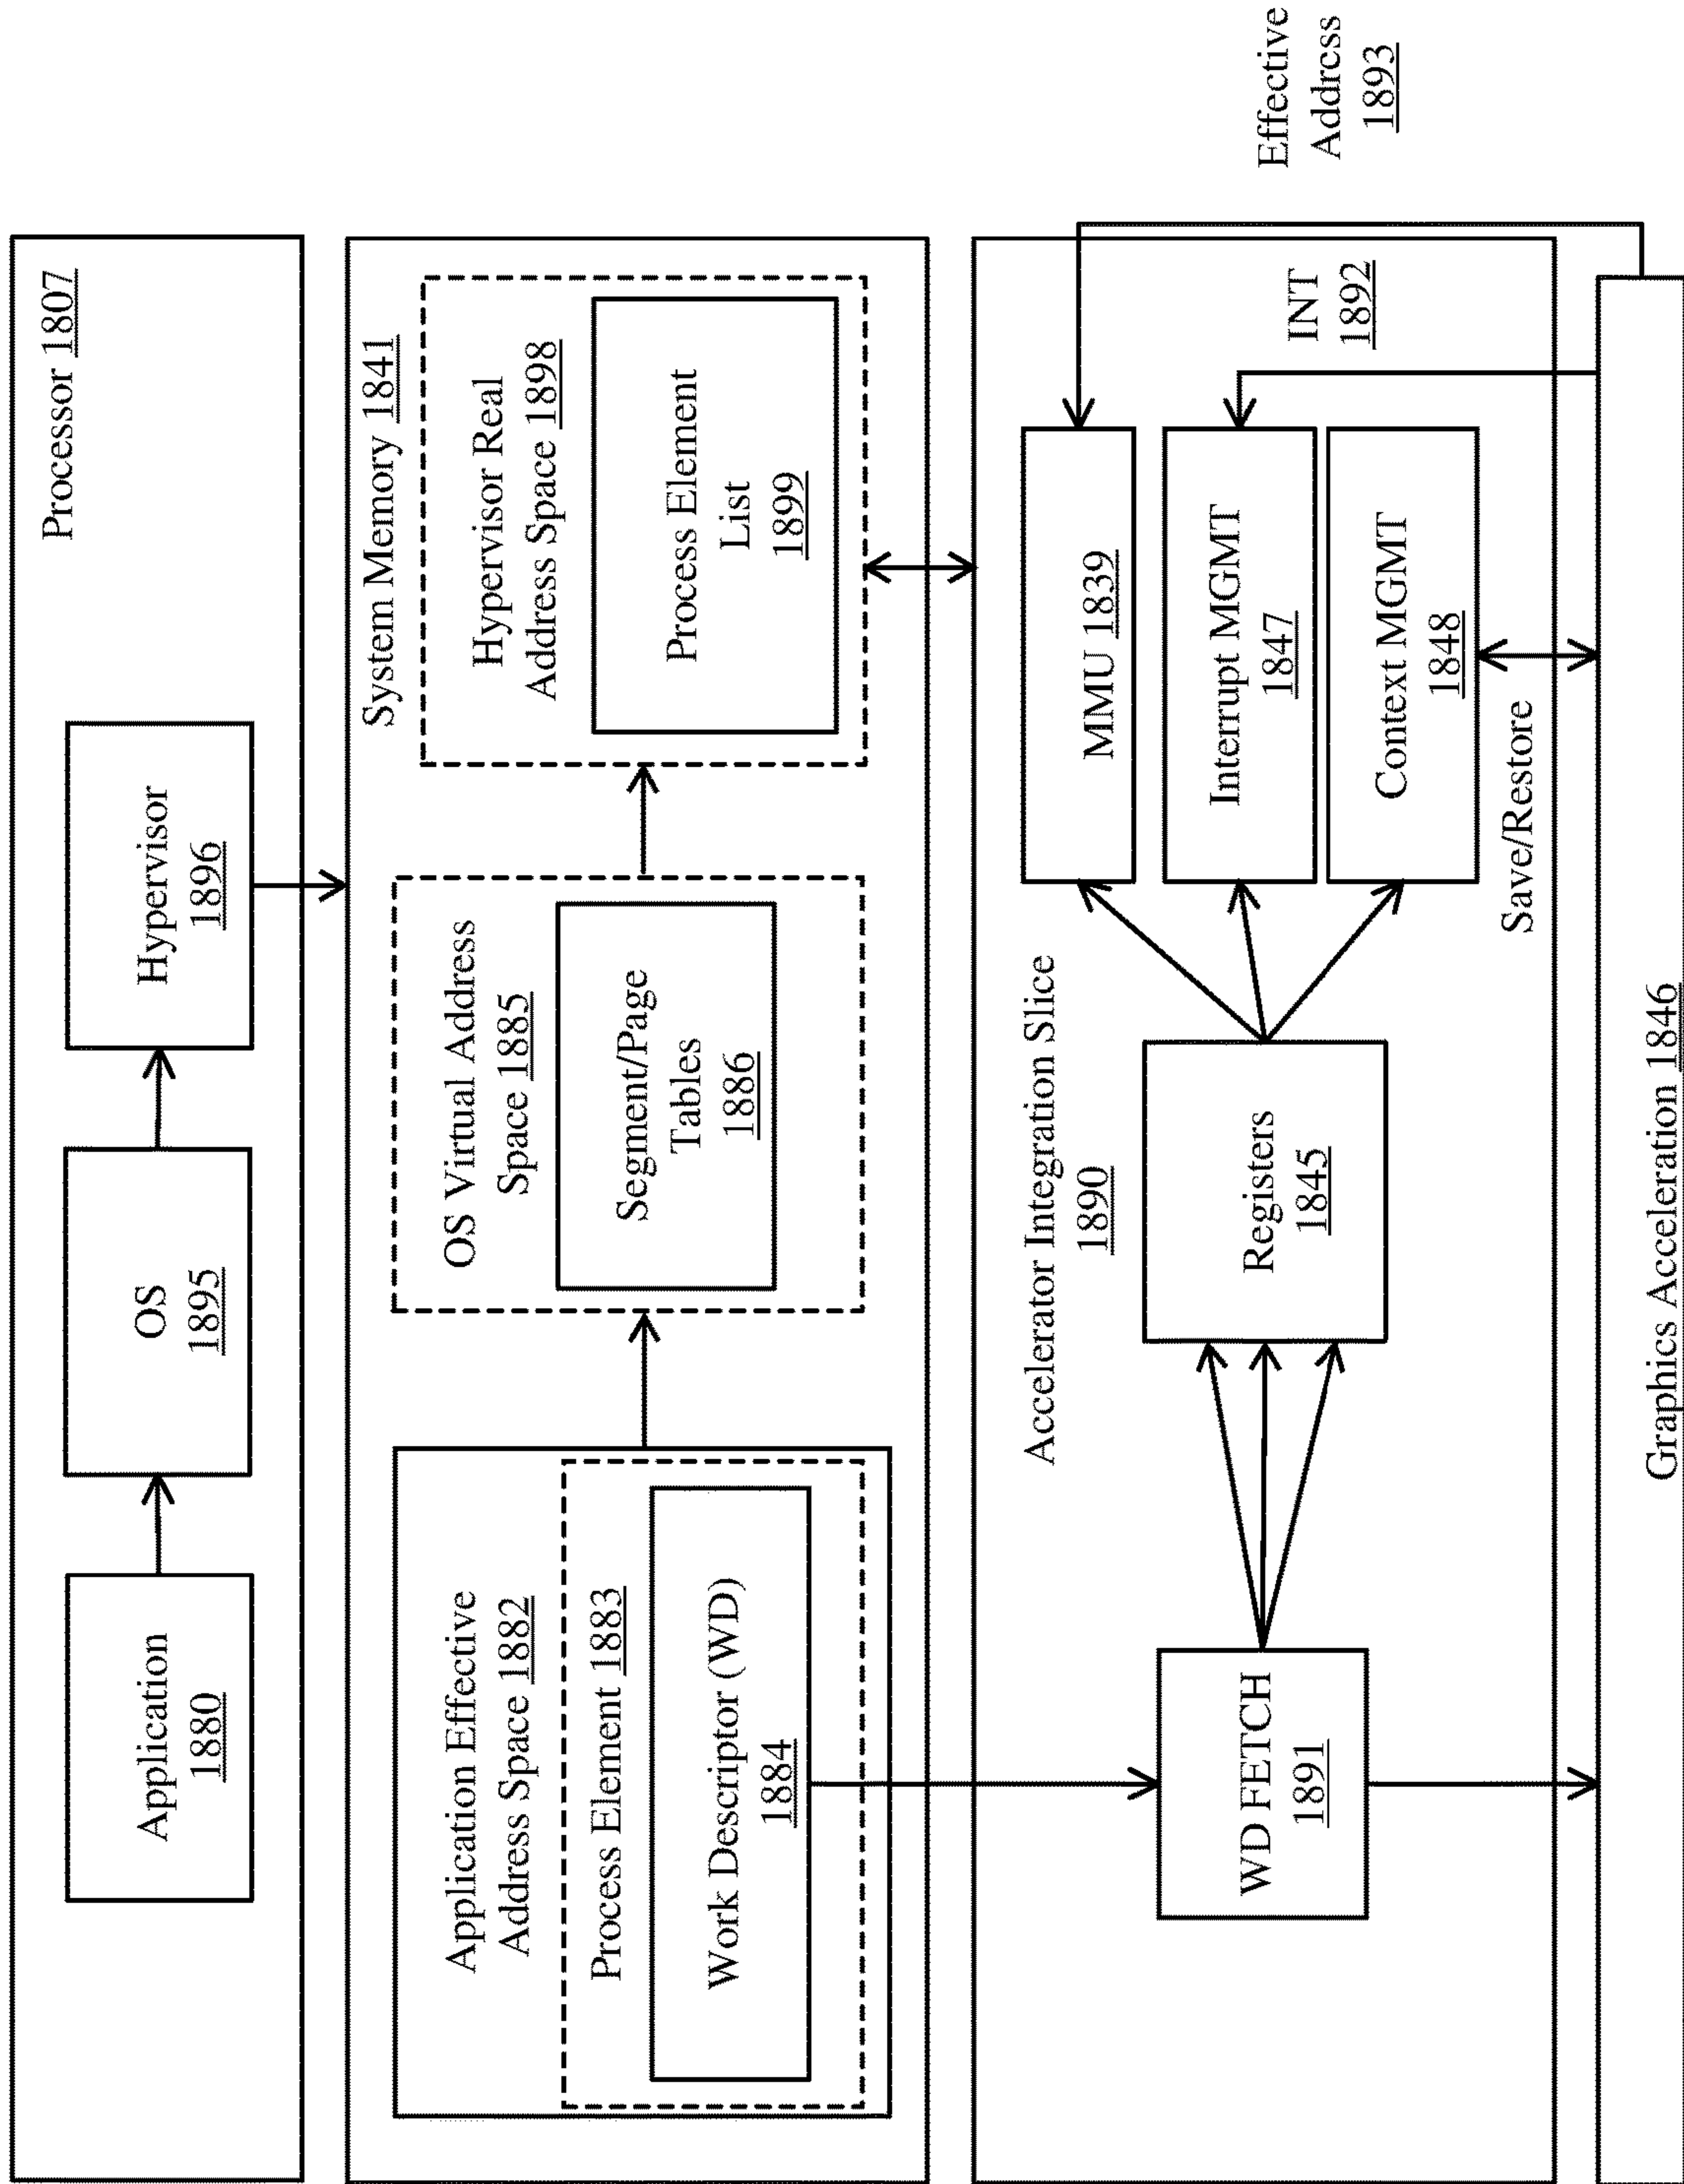 Processor 1807
Application
1880
OS
1895
Hypervisor
1896
System Memory 1841
Application Effective
Address Space 1882
Process Element 1883
Work Descriptor (WD)
1884
OS Virtual Address
Space 1885
Segment/Page
Tables
1886
Hypervisor Real
Address Space 1898
Process Element
List
1899
Accelerator Integration Slice
1890
WD FETCH
1891
Registers
1845
MMU 1839
Interrupt MGMT
1847
Context MGMT
1848
Save/Restore
INT
1892
Effective
Address
1893
Graphics Acceleration 1846